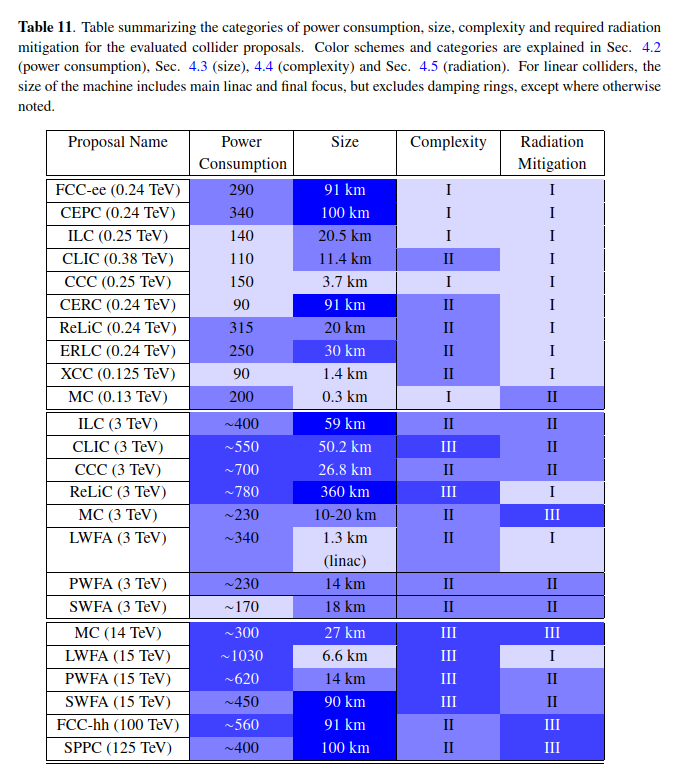 Table 11. Table summarizing the categories of power consumption, size, complexity and required radiation
mitigation for the evaluated collider proposals. Color schemes and categories are explained in Sec. 4.2
(power consumption), Sec. 4.3 (size), 4.4 (complexity) and Sec. 4.5 (radiation). For linear colliders, the
size of the machine includes main linac and final focus, but excludes damping rings, except where otherwise
noted.
Proposal Name Power Size Complexity Radiation
Consumption Mitigation
FCC-ee (0.24 TeV) 290 91 km I I
CEPC (0.24 TeV) 340 100 km I I
ILC (0.25 TeV) 140 20.5 km I I
CLIC (0.38 TeV) 110 11.4 km II I
CCC (0.25 TeV) 150 3.7 km I I
CERC (0.24 TeV) 90 91 km II I
ReLiC (0.24 TeV) 315 20 km II I
ERLC (0.24 TeV) 250 30 km II I
XCC (0.125 TeV) 90 1.4 km II I
MC (0.13 TeV) 200 0.3 km I II
ILC (3 TeV) ~400 59 km II II
CLIC (3 TeV) ~550 50.2 km III II
CCC (3 TeV) ~700 26.8 km II II
ReLiC (3 TeV) ~780 360 km III I
MC (3 TeV) ~230 10-20 km II III
LWFA (3 TeV) ~340 1.3 km II I
(linac)
PWFA (3 TeV) ~230 14 km II II
SWFA (3 TeV) ~170 18 km II II
MC (14 TeV) ~300 27 km III III
LWFA (15 TeV) ~1030 6.6 km III I
PWFA (15 TeV) ~620 14 km III II
SWFA (15 TeV) ~450 90 km III II
FCC-hh (100 TeV) ~560 91 km II III
SPPC (125 TeV) ~400 100 km II III